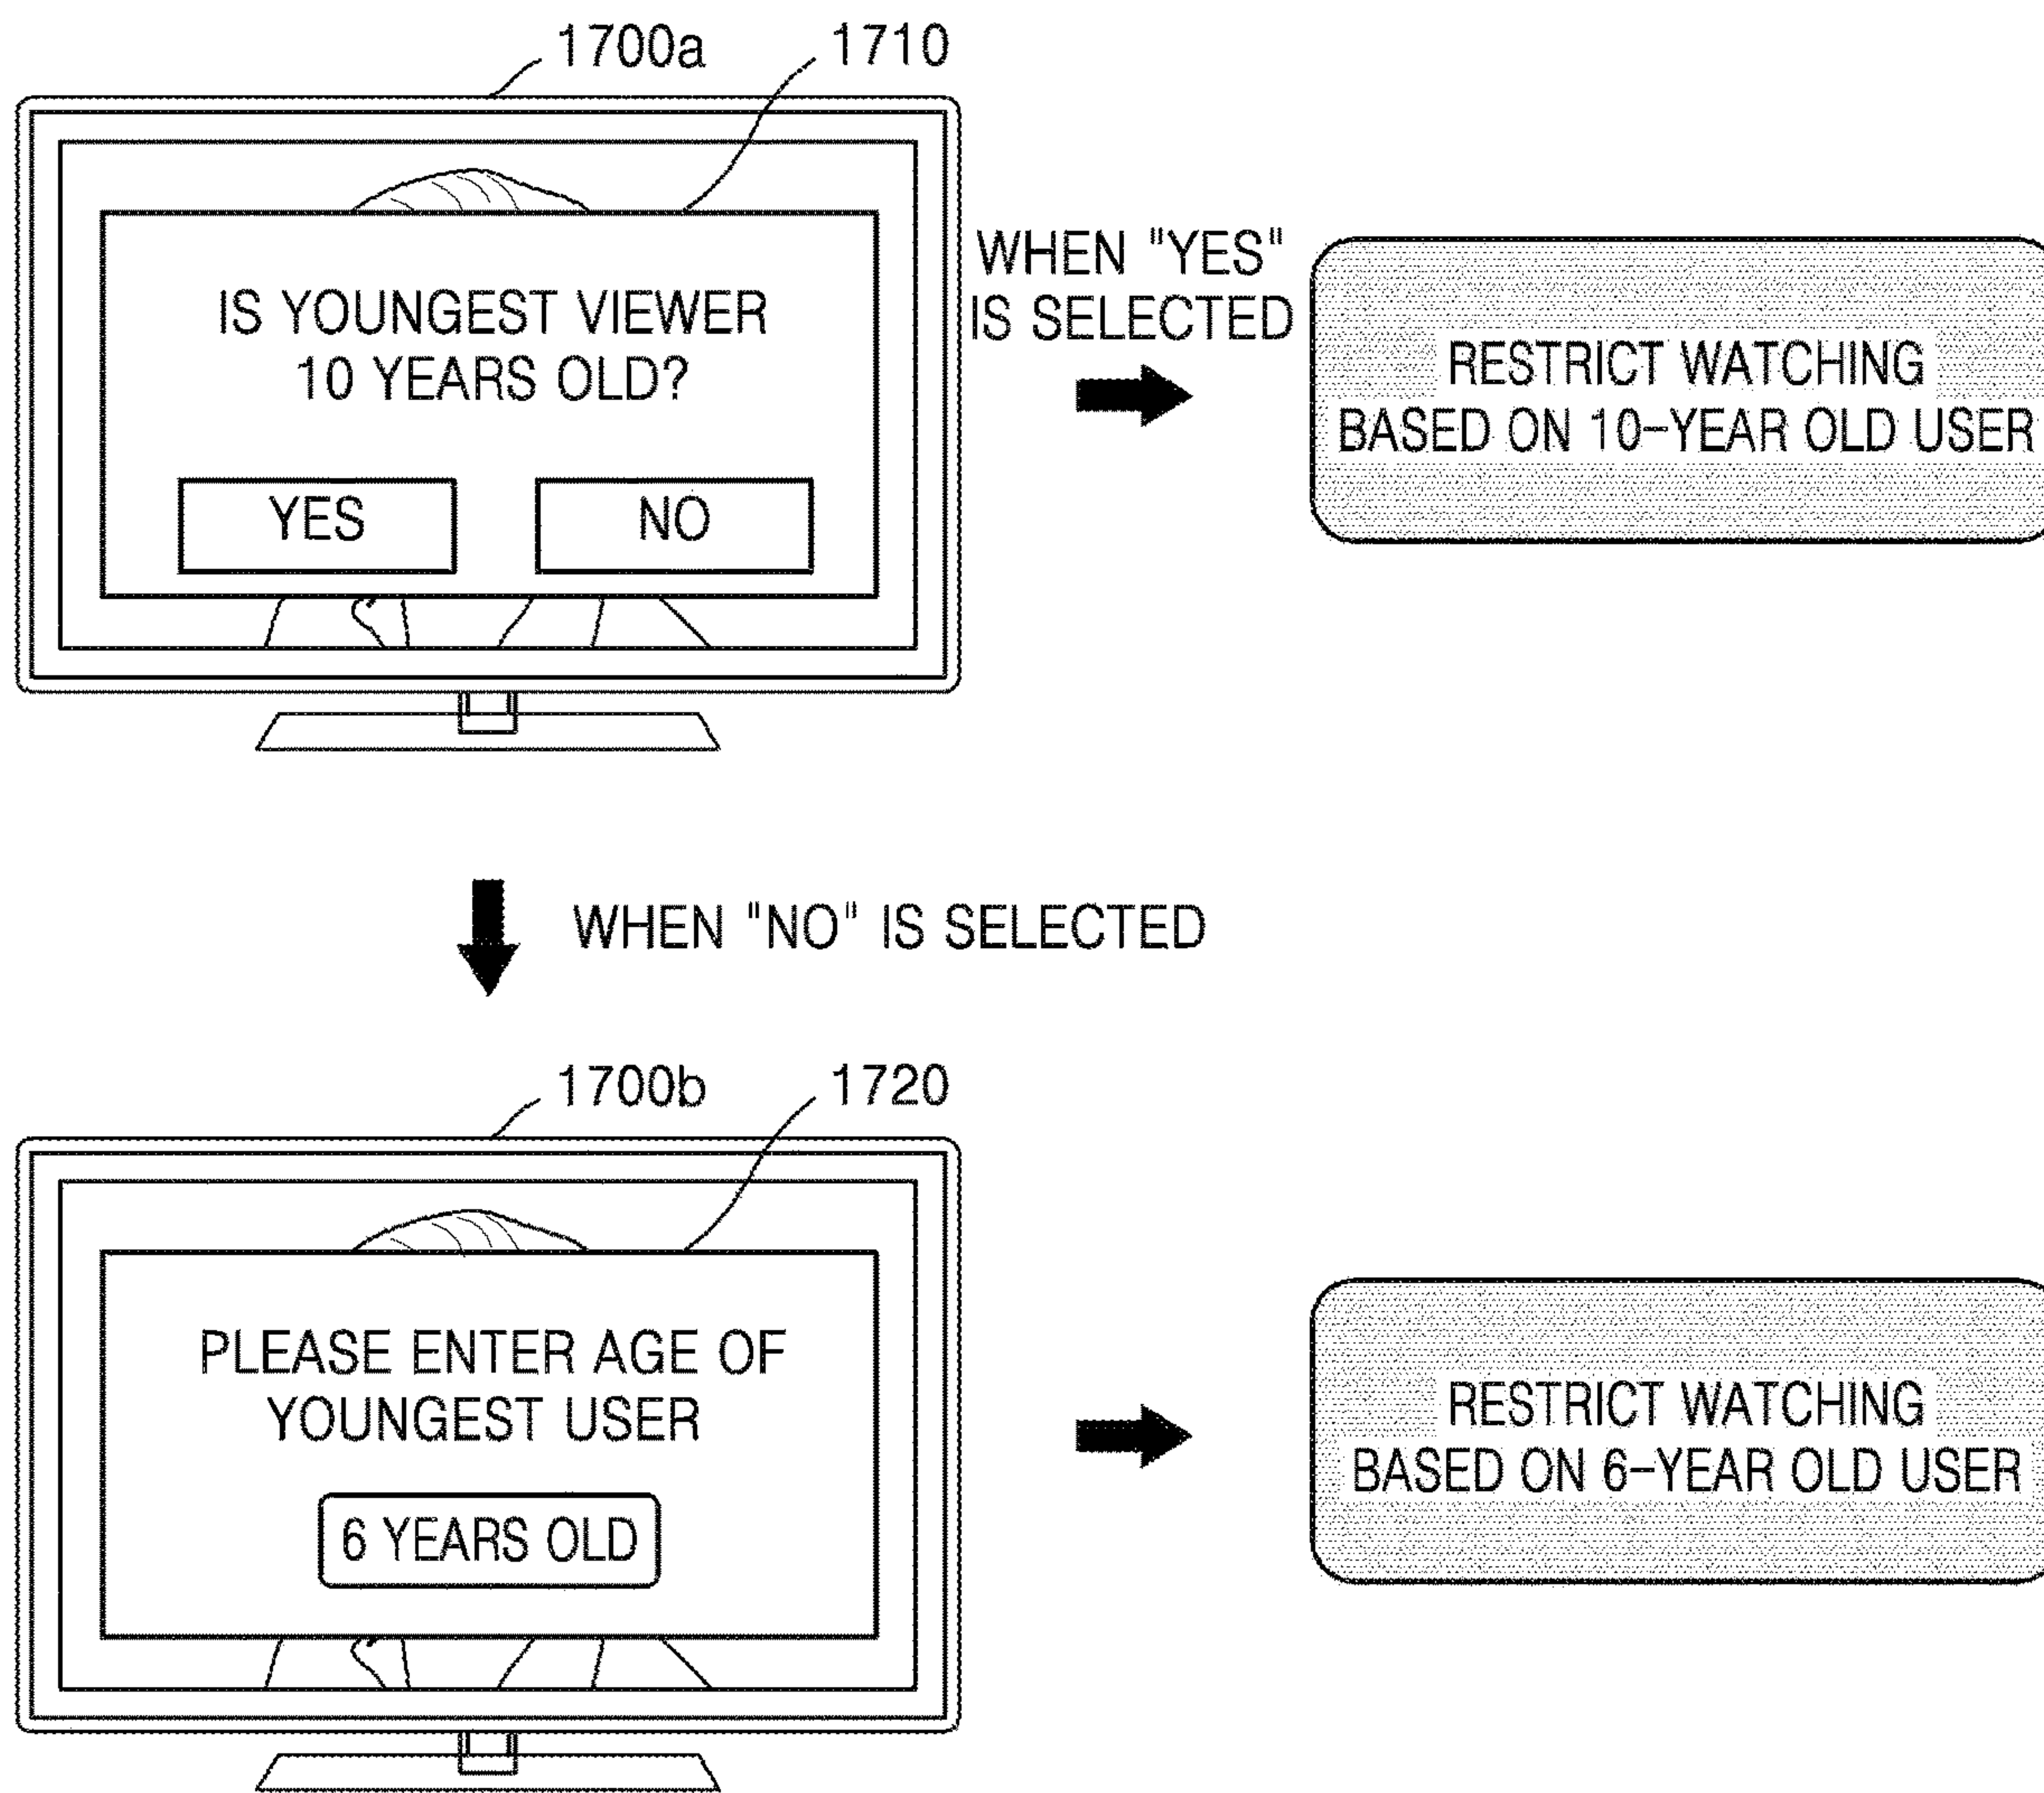 1700a
1710
IS YOUNGEST VIEWER
10 YEARS OLD?
YES
NO
WHEN "YES"
IS SELECTED
RESTRICT WATCHING
BASED ON 10-YEAR OLD USER
WHEN "NO" IS SELECTED
1700b
1720
PLEASE ENTER AGE OF
YOUNGEST USER
6 YEARS OLD
RESTRICT WATCHING
BASED ON 6-YEAR OLD USER